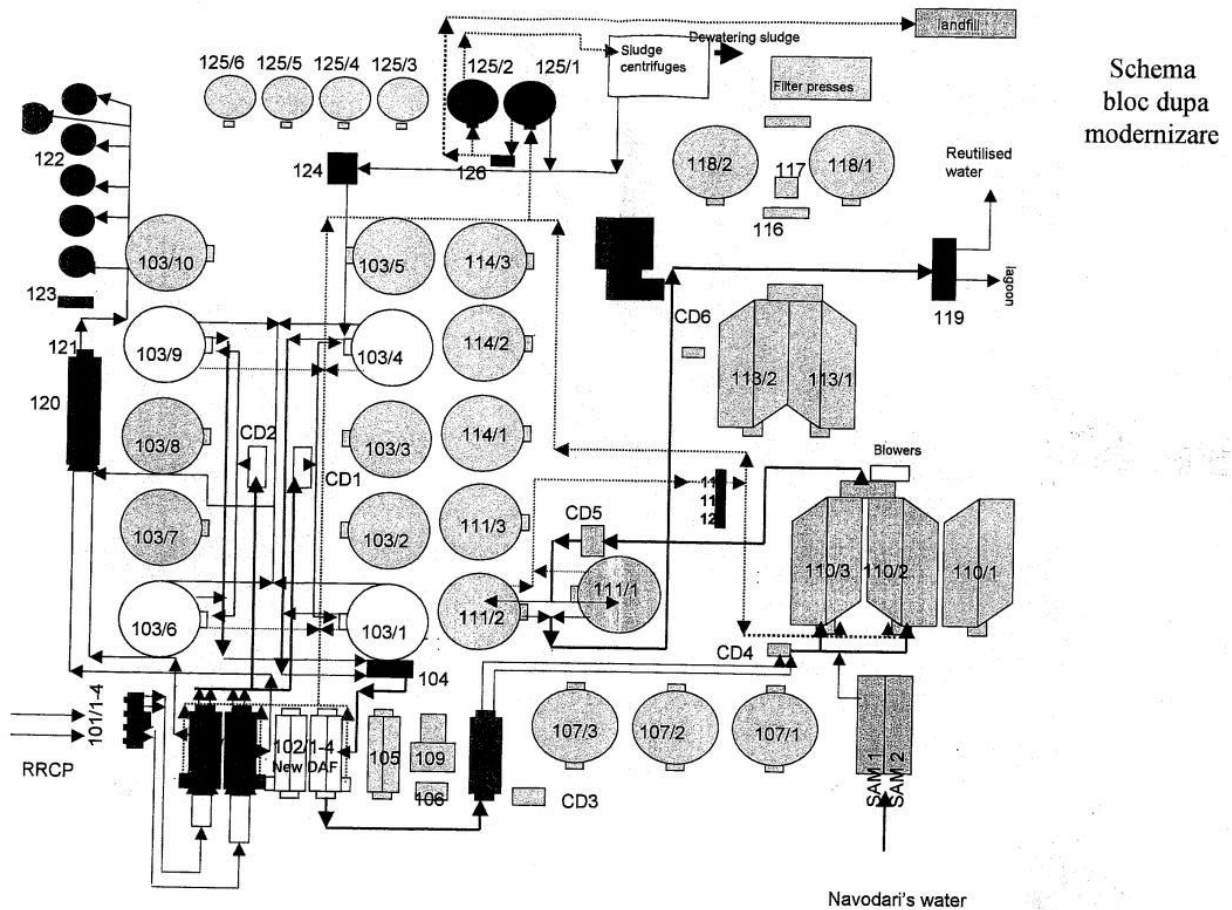 landfill
Dewatering sludge
Sludge
centrifuges
Schema
bloc dupa
modernizare
125/6
125/5
125/4
125/3
125/2
125/1
Filter presses
122
124
126
118/2
117
118/1
Reutilised
water
116
103/10
103/5
114/3
lagoon
123
CD6
119
121
103/9
103/4
114/2
113/2
113/1
120
CD2
103/8
103/3
114/1
CD1
Blowers
11
11
12
103/7
103/2
111/3
CD5
110/3
110/2
110/1
111/1
103/6
103/1
111/2
CD4
104
101/1-4
RRCP
102/1-4
New DAF
105
109
106
CD3
107/3
107/2
107/1
SAM 1
SAM 2
Navodari's water